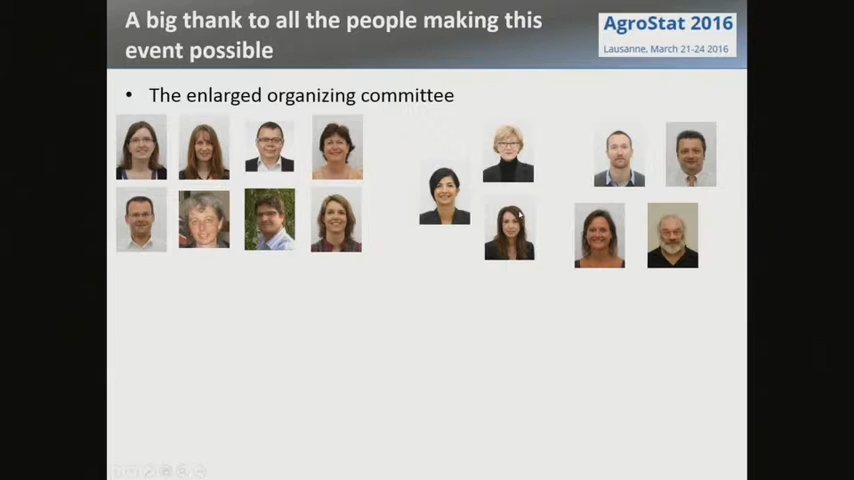 A big thank to all the people making this
event possible
AgroStat 2016
Lausanne, March 21-24 2016
• The enlarged organizing committee